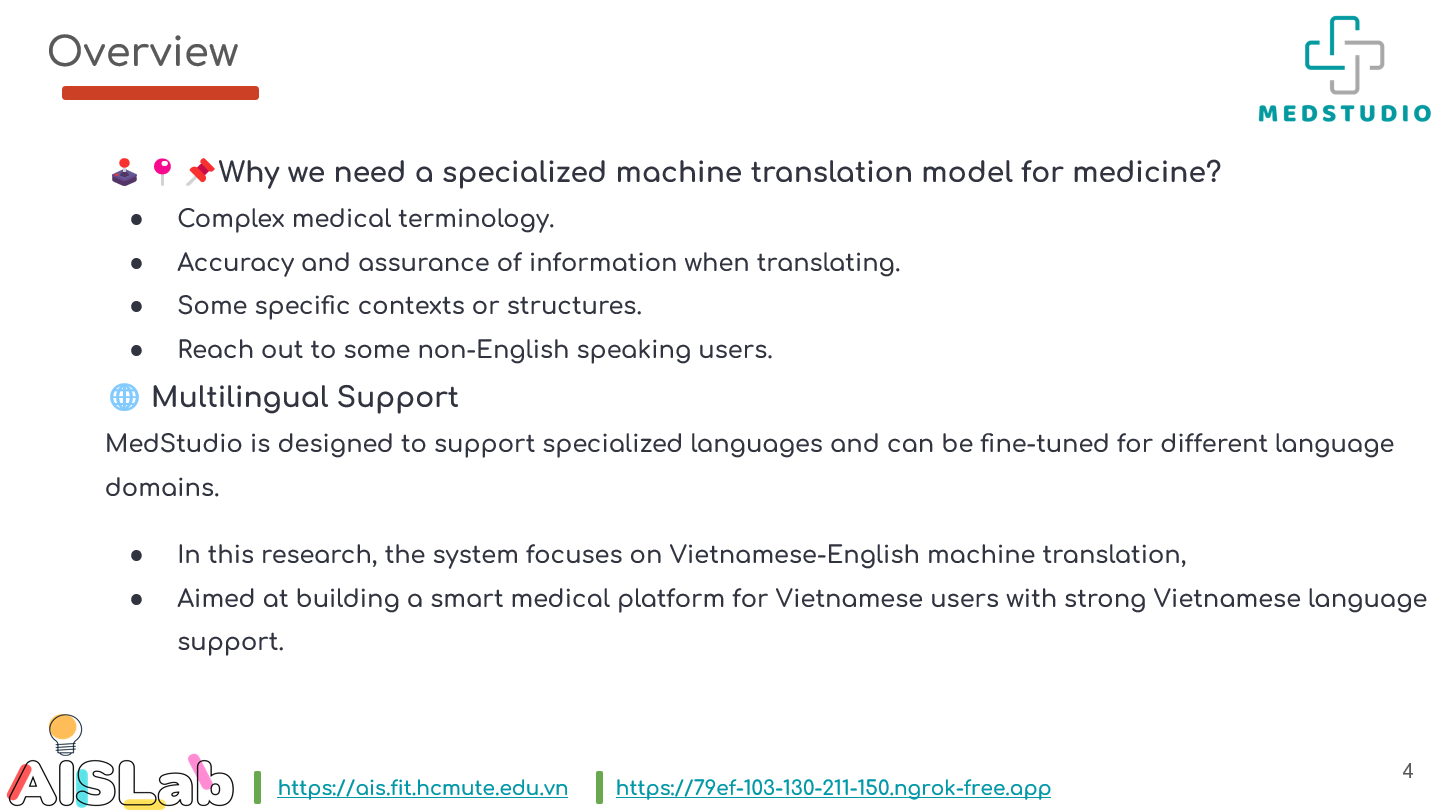 Overview
MEDSTUDIO
Why we need a specialized machine translation model for medicine?
● Complex medical terminology.
● Accuracy and assurance of information when translating.
● Some specific contexts or structures.
● Reach out to some non-English speaking users.
Multilingual Support
MedStudio is designed to support specialized languages and can be fine-tuned for different language
domains.
● In this research, the system focuses on Vietnamese-English machine translation,
● Aimed at building a smart medical platform for Vietnamese users with strong Vietnamese language
support.
AISLab
https://ais.fit.hcmute.edu.vn
https://79ef-103-130-211-150.ngrok-free.app
4